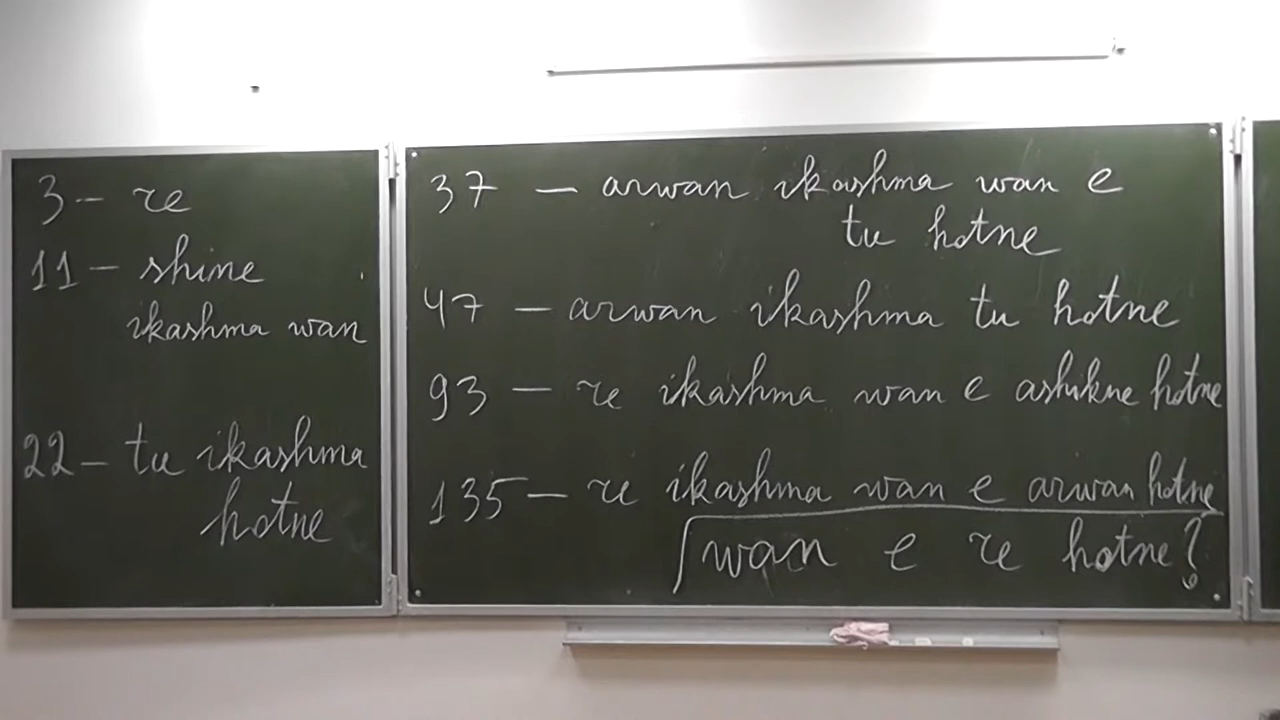 3 - re
11 - shine
ikashma wan
22 - tu ikashma
hotne
37 - arwan ikashma wan e
tu hotne
47 - arwan ikashma tu hotne
93 - re ikashma wan e ashikne hotne
135 - re ikashma wan e arwan hotne
wan e re hotne?